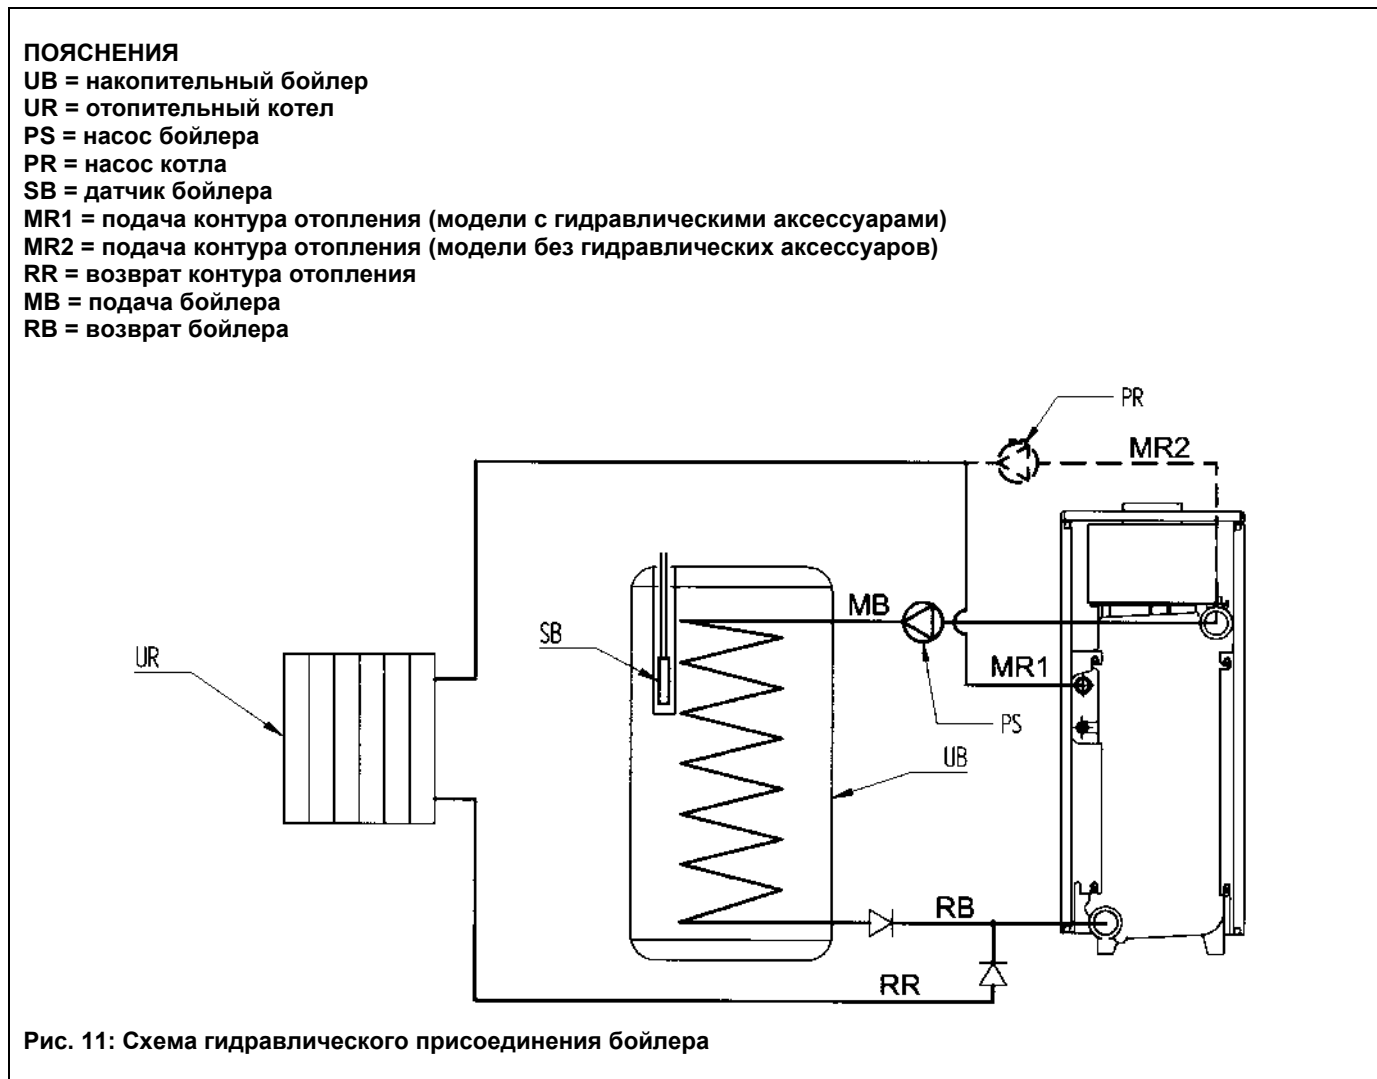 ПОЯСНЕНИЯ
UB = накопительный бойлер
UR = отопительный котел
PS = насос бойлера
PR = насос котла
SB = датчик бойлера
MR1 = подача контура отопления (модели с гидравлическими аксессуарами)
MR2 = подача контура отопления (модели без гидравлических аксессуаров)
RR = возврат контура отопления
MB = подача бойлера
RB = возврат бойлера
PR
MR2
MB
SB
UR
MR1
PS
UB
RB
RR
Рис. 11: Схема гидравлического присоединения бойлера